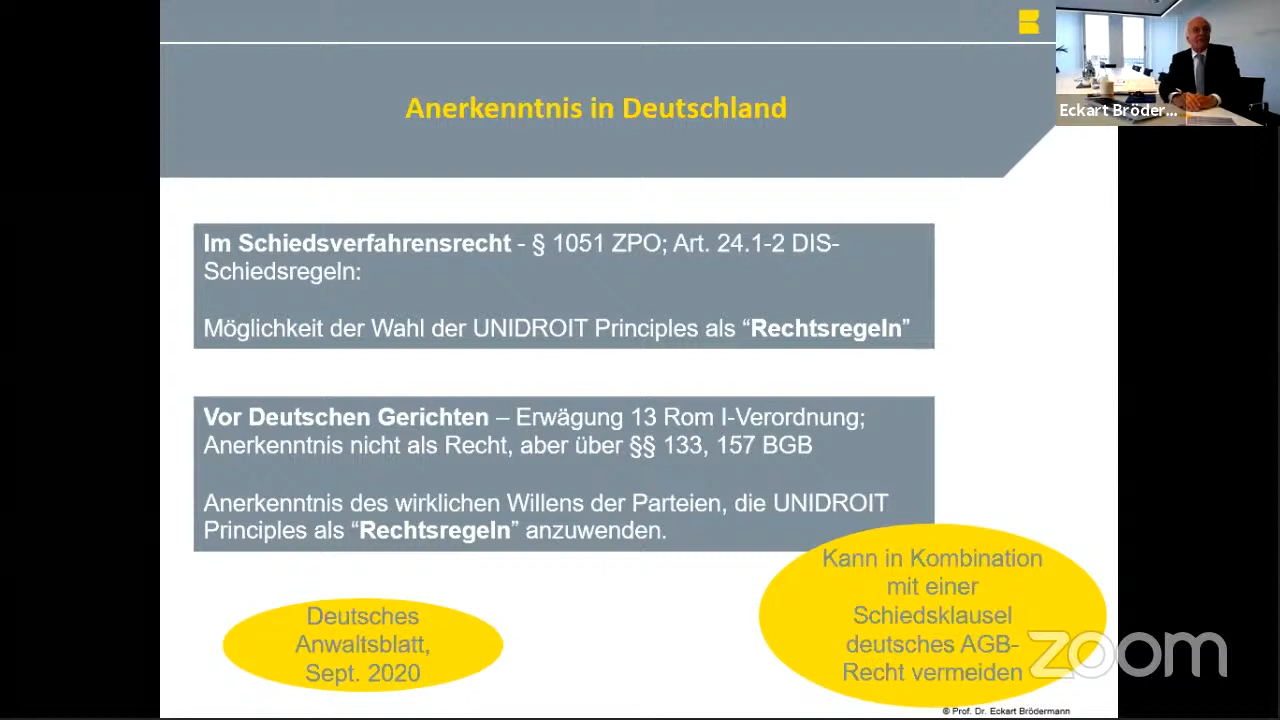 Anerkenntnis in Deutschland
Eckart Bröder...
Im Schiedsverfahrensrecht - § 1051 ZPO; Art. 24.1-2 DIS-
Schiedsregeln:
Möglichkeit der Wahl der UNIDROIT Principles als “Rechtsregeln”
Vor Deutschen Gerichten – Erwägung 13 Rom I-Verordnung;
Anerkenntnis nicht als Recht, aber über §§ 133, 157 BGB
Anerkenntnis des wirklichen Willens der Parteien, die UNIDROIT
Principles als “Rechtsregeln” anzuwenden.
Deutsches
Anwaltsblatt,
Sept. 2020
Kann in Kombination
mit einer
Schiedsklausel
deutsches AGB-
Recht vermeiden
zoom
© Prof. Dr. Eckart Brödermann